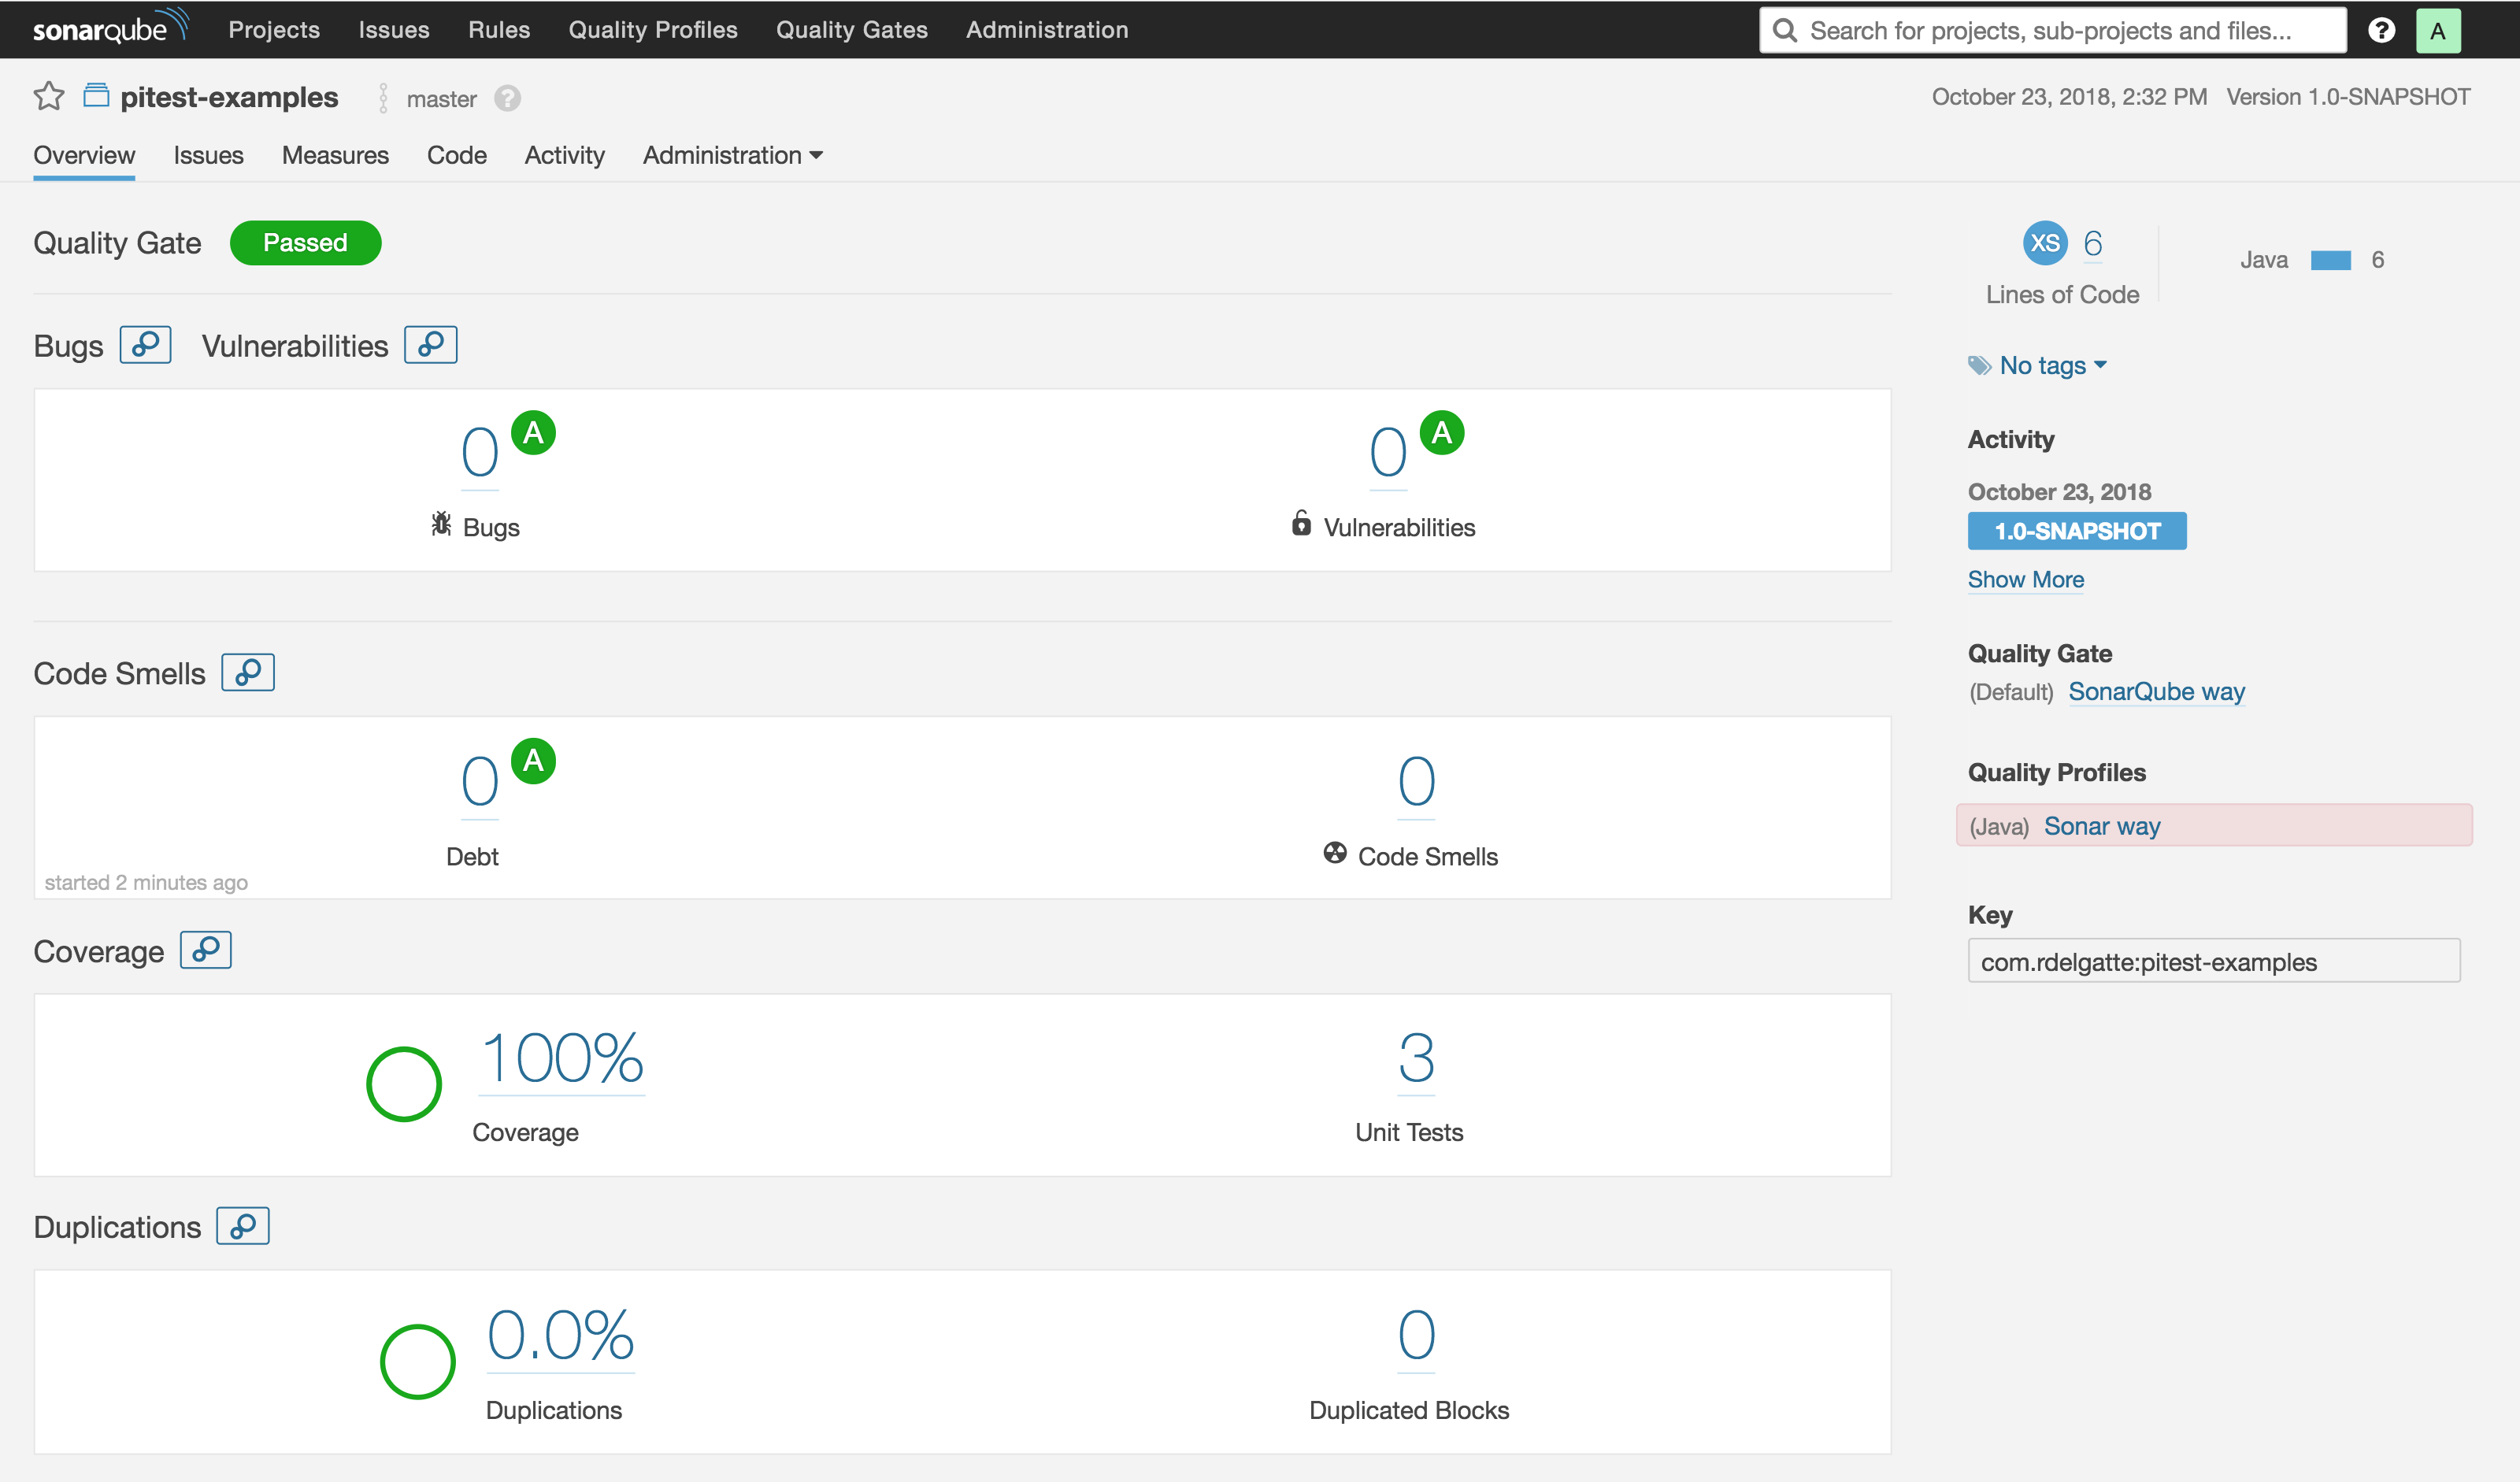 sonarqube Projects Issues Rules Quality Profiles Quality Gates Administration Search for projects, sub-projects and files... ? A
pitest-examples master ? October 23, 2018, 2:32 PM Version 1.0-SNAPSHOT
Overview Issues Measures Code Activity Administration
Quality Gate Passed
Bugs Vulnerabilities
0 A 0 A
Bugs Vulnerabilities
Code Smells
0 A 0
Debt Code Smells
started 2 minutes ago
Coverage
100% 3
Coverage Unit Tests
Duplications
0.0% 0
Duplications Duplicated Blocks
XS 6 Java 6
Lines of Code
No tags
Activity
October 23, 2018
1.0-SNAPSHOT
Show More
Quality Gate
(Default) SonarQube way
Quality Profiles
(Java) Sonar way
Key
com.rdelgatte:pitest-examples